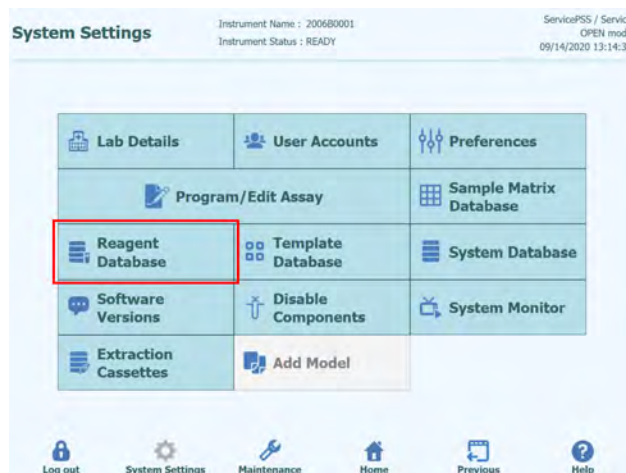 System Settings
Instrument Name : 200680001
Instrument Status : READY
ServicePSS / Servic
OPEN mod
09/14/2020 13:14:3
Lab Details
User Accounts
Preferences
Program/Edit Assay
Sample Matrix
Database
Reagent
Database
Template
Database
System Database
Software
Versions
Disable
Components
System Monitor
Extraction
Cassettes
Add Model
Log out
System Settings
Maintenance
Home
Previous
Help